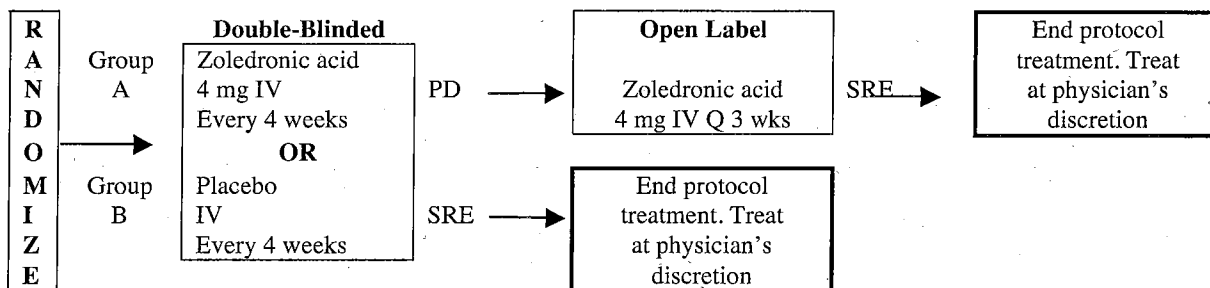 RANDOMIZE
Group
A
Group
B
Double-Blinded
Zoledronic acid
4 mg IV
Every 4 weeks
OR
Placebo
IV
Every 4 weeks
PD
SRE
Open Label
Zoledronic acid
4 mg IV Q 3 wks
SRE
End protocol
treatment. Treat
at physician's
discretion
End protocol
treatment. Treat
at physician's
discretion